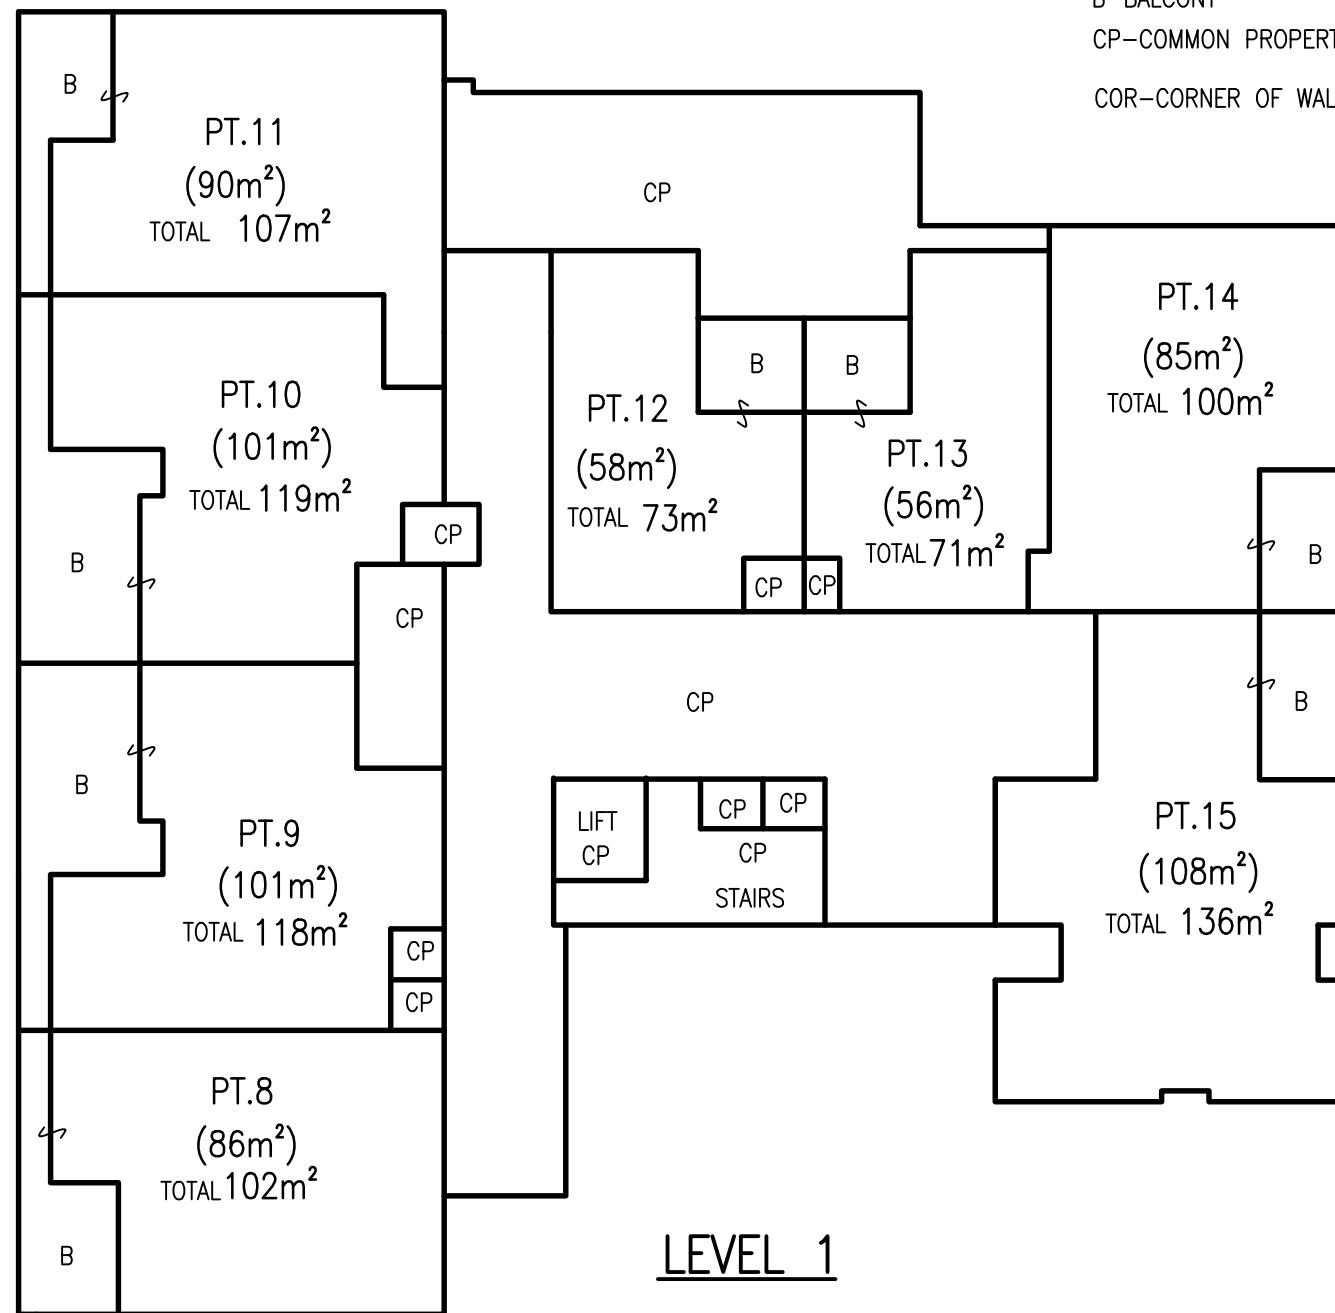 B BALCONY
CP-COMMON PROPERT
COR-CORNER OF WAL
B
PT.11
(90m²)
TOTAL 107m²
CP
PT.14
(85m²)
TOTAL 100m²
B
B
PT.10
(101m²)
TOTAL 119m²
PT.12
(58m²)
TOTAL 73m²
PT.13
(56m²)
TOTAL 71m²
CP
B
B
CP
CP
CP
CP
B
B
CP
PT.9
(101m²)
TOTAL 118m²
LIFT
CP
CP
CP
CP
STAIRS
PT.15
(108m²)
TOTAL 136m²
CP
CP
PT.8
(86m²)
TOTAL 102m²
B
LEVEL 1